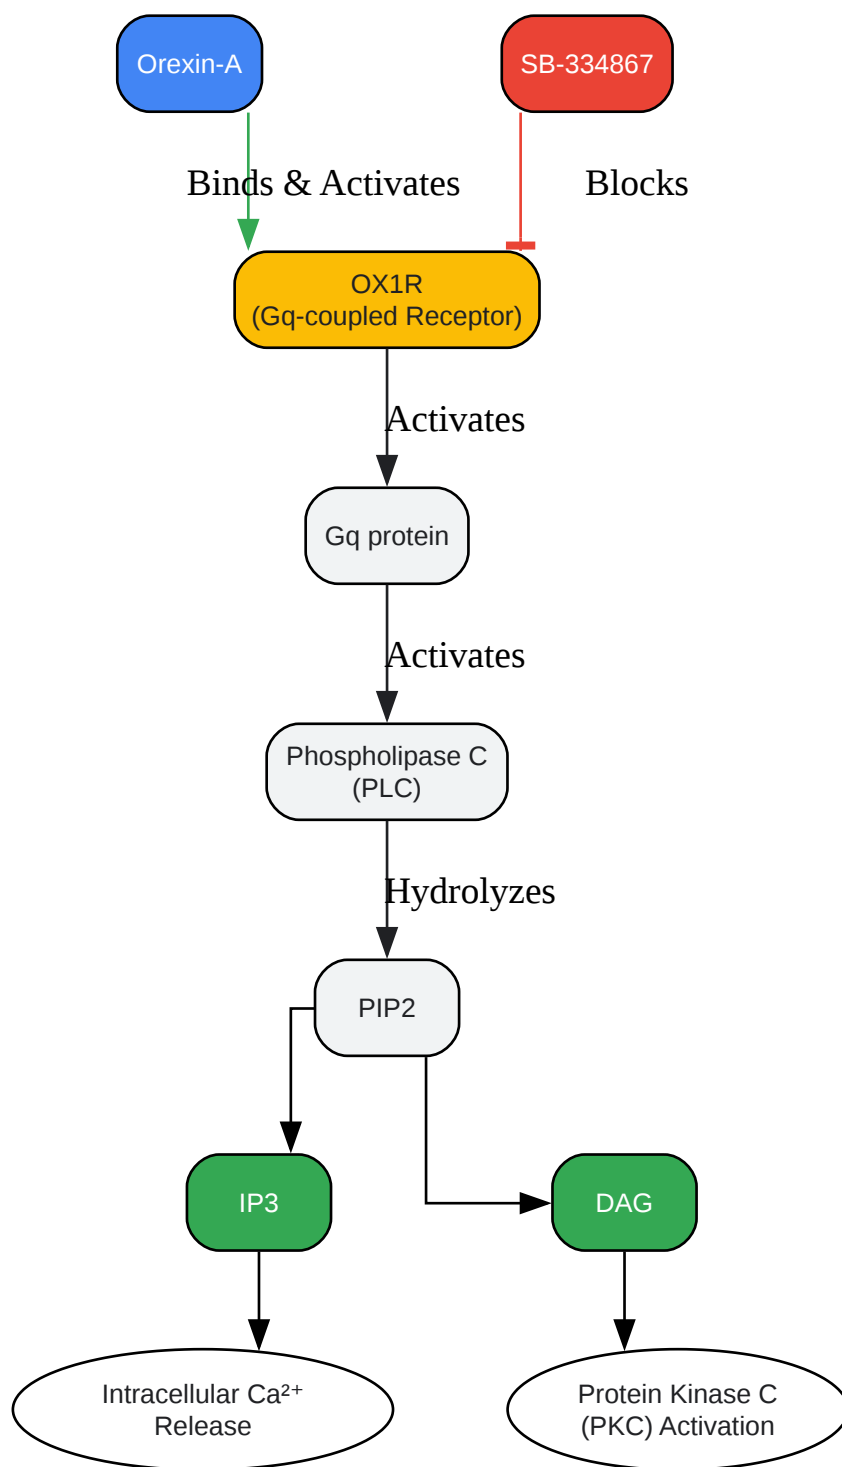 Orexin-A
SB-334867
Binds & Activates
Blocks
OX1R
(Gq-coupled Receptor)
Activates
Gq protein
Activates
Phospholipase C
(PLC)
Hydrolyzes
PIP2
IP3
DAG
Intracellular Ca²⁺
Release
Protein Kinase C
(PKC) Activation